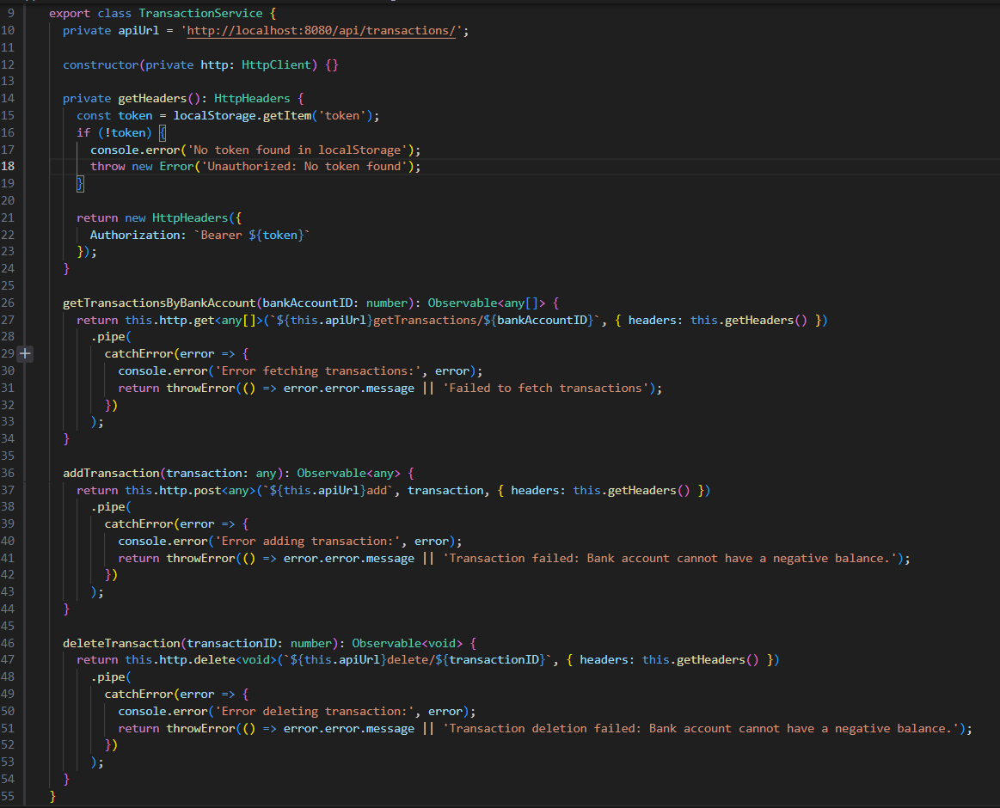 9 export class TransactionService {
10 private apiUrl = 'http://localhost:8080/api/transactions/';
11
12 constructor(private http: HttpClient) {}
13
14 private getHeaders(): HttpHeaders {
15 const token = localStorage.getItem('token');
16 if (!token) {
17 console.error('No token found in localStorage');
18 throw new Error('Unauthorized: No token found');
19 }
20
21 return new HttpHeaders({
22 Authorization: `Bearer ${token}`
23 });
24 }
25
26 getTransactionsByBankAccount(bankAccountID: number): Observable<any[]> {
27 return this.http.get<any[]>(`${this.apiUrl}getTransactions/${bankAccountID}`, { headers: this.getHeaders() })
28 .pipe(
29 + catchError(error => {
30 console.error('Error fetching transactions:', error);
31 return throwError(() => error.error.message || 'Failed to fetch transactions');
32 })
33 );
34 }
35
36 addTransaction(transaction: any): Observable<any> {
37 return this.http.post<any>(`${this.apiUrl}add`, transaction, { headers: this.getHeaders() })
38 .pipe(
39 catchError(error => {
40 console.error('Error adding transaction:', error);
41 return throwError(() => error.error.message || 'Transaction failed: Bank account cannot have a negative balance.');
42 })
43 );
44 }
45
46 deleteTransaction(transactionID: number): Observable<void> {
47 return this.http.delete<void>(`${this.apiUrl}delete/${transactionID}`, { headers: this.getHeaders() })
48 .pipe(
49 catchError(error => {
50 console.error('Error deleting transaction:', error);
51 return throwError(() => error.error.message || 'Transaction deletion failed: Bank account cannot have a negative balance.');
52 })
53 );
54 }
55 }